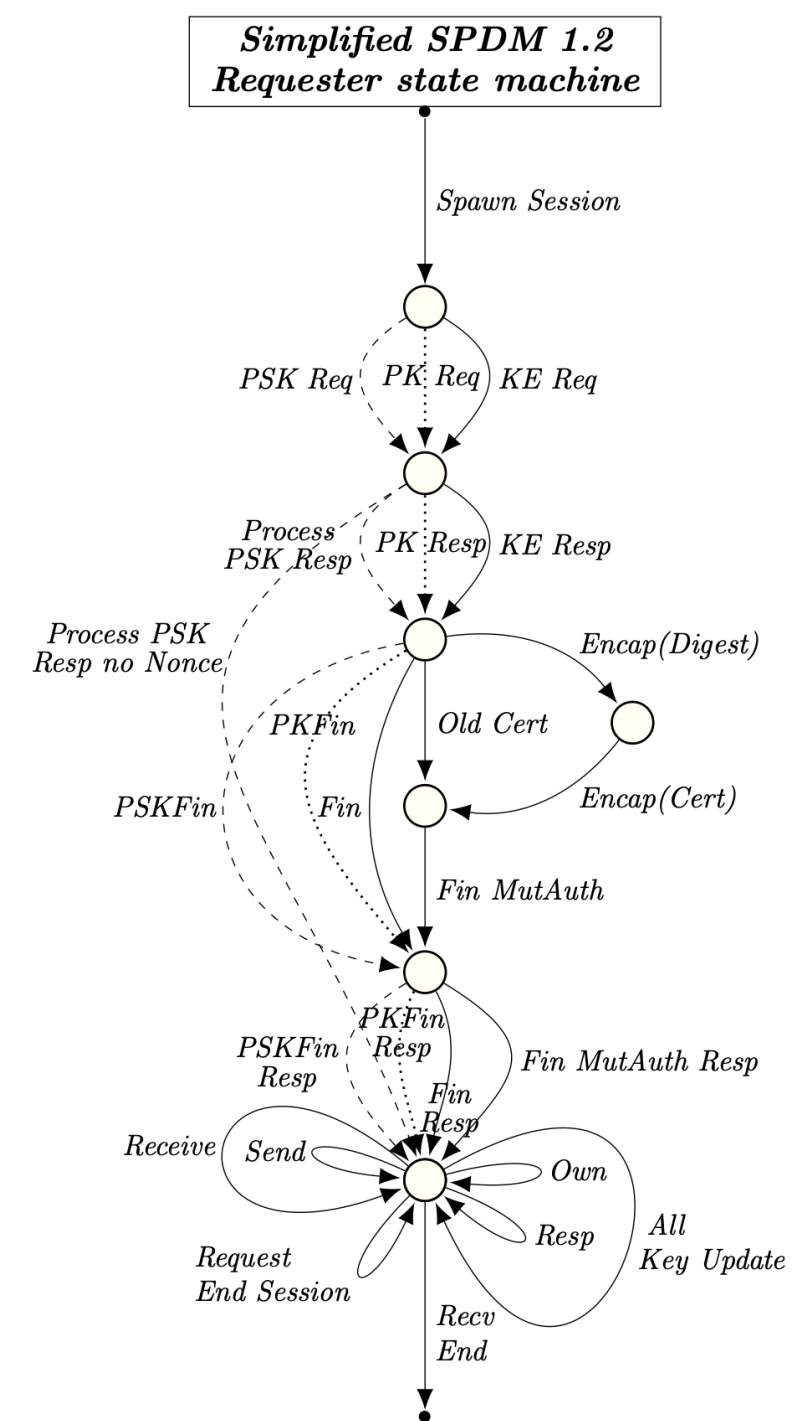 Simplified SPDM 1.2
Requester state machine
Spawn Session
PSK Req
PK Req
KE Req
Process
PSK Resp
PK Resp
KE Resp
Process PSK
Resp no Nonce
Encap(Digest)
PKFin
Old Cert
PSKFin
Fin
Encap(Cert)
Fin MutAuth
PKFin
Resp
PSKFin
Resp
Fin MutAuth Resp
Fin
Resp
Receive
Send
Own
Resp
All
Key Update
Request
End Session
Recv
End